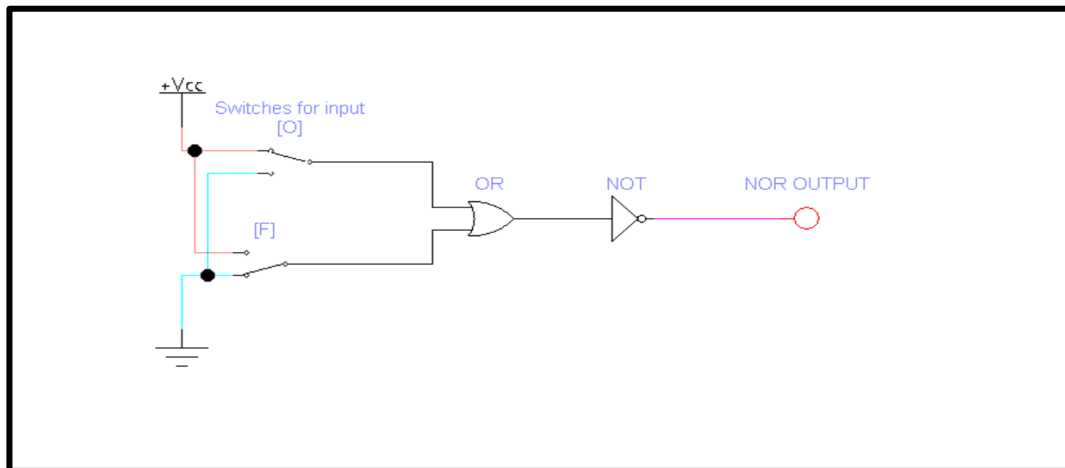 +Vcc
Switches for input
[O]
OR
NOT
NOR OUTPUT
[F]